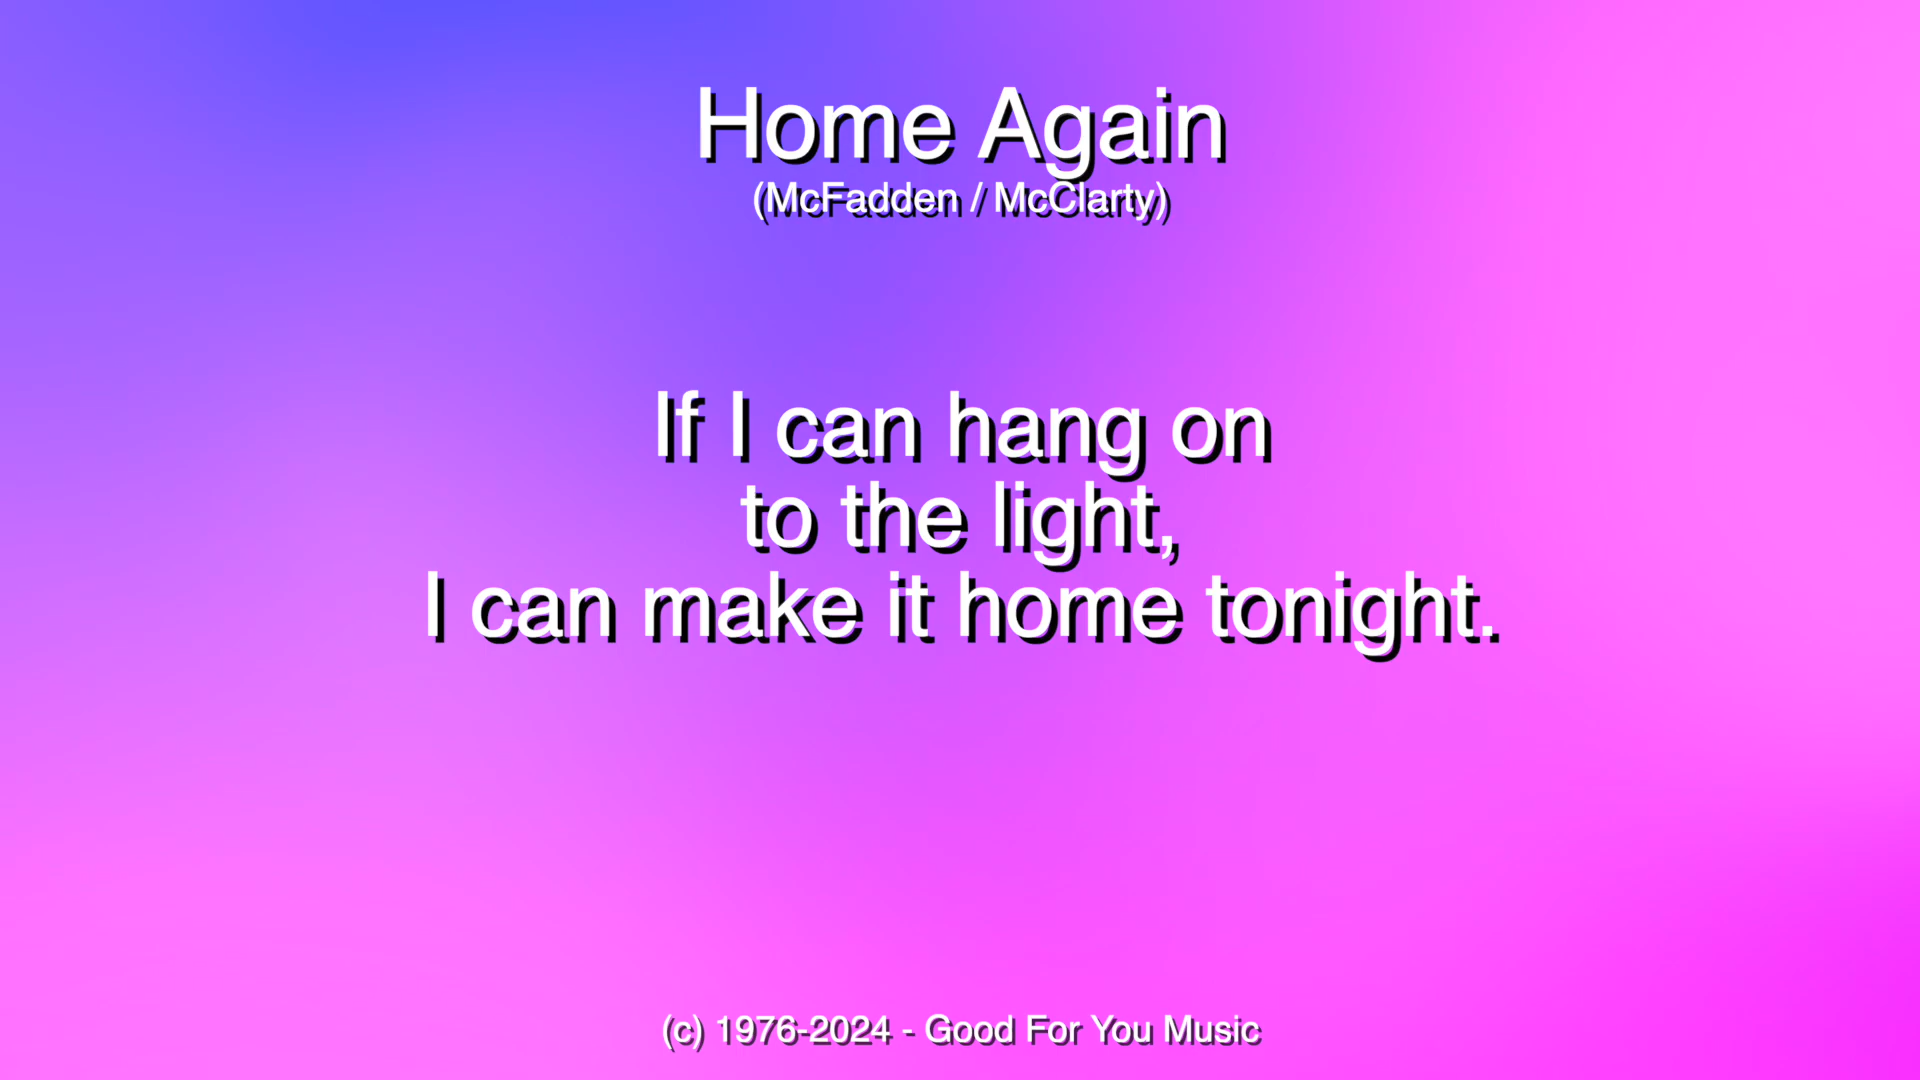 Home Again
(McFadden / McClarty)
If I can hang on
to the light,
I can make it home tonight.
(c) 1976-2024 - Good For You Music